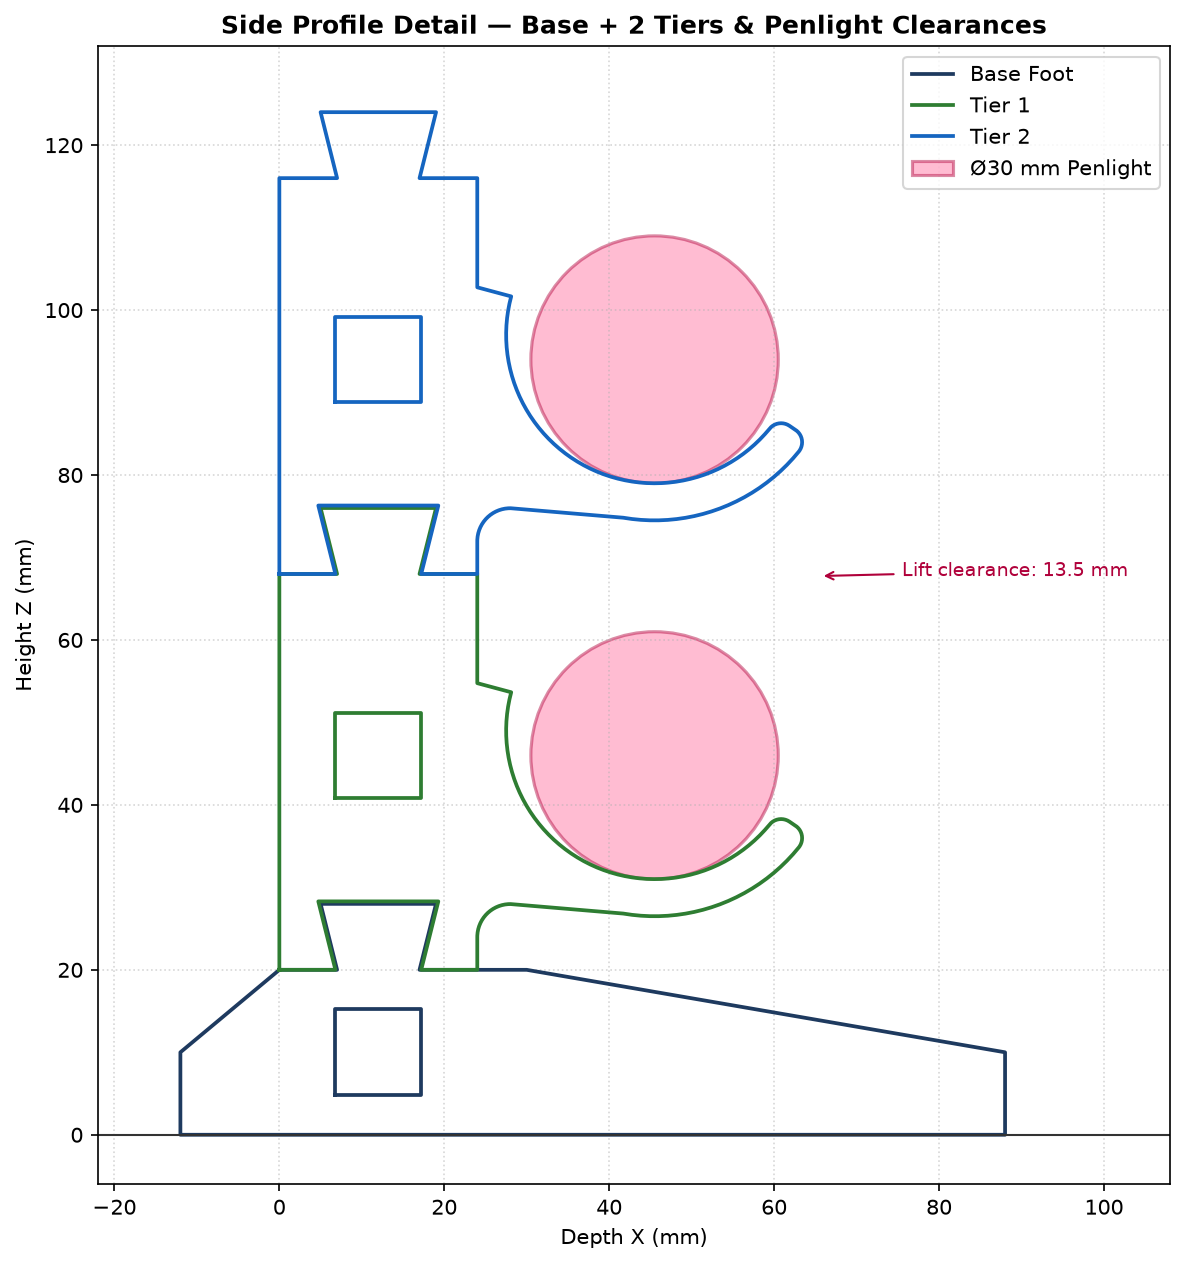 Side Profile Detail — Base + 2 Tiers & Penlight Clearances
Base Foot
Tier 1
Tier 2
Ø30 mm Penlight
Lift clearance: 13.5 mm
Height Z (mm)
120
100
80
60
40
20
0
−20
0
20
40
60
80
100
Depth X (mm)